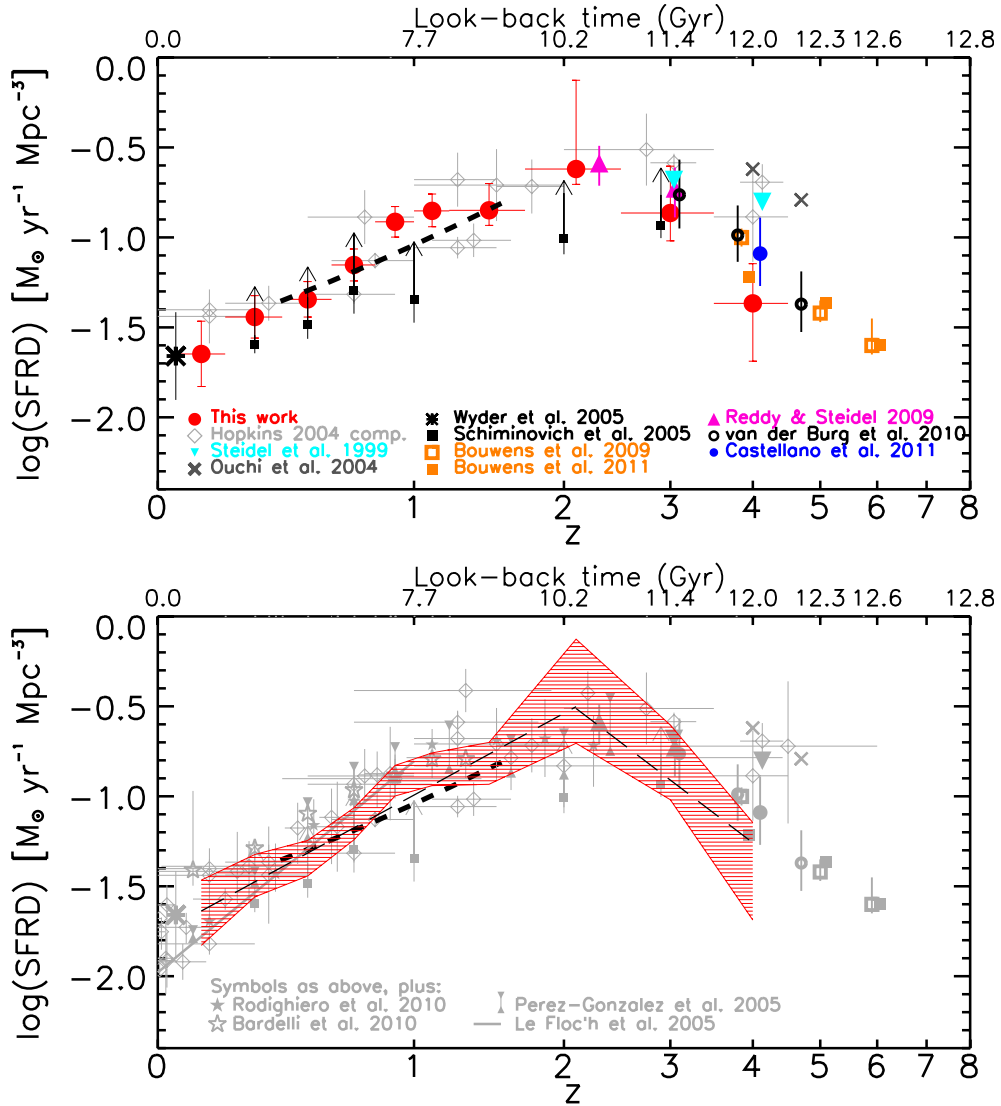 Look-back time (Gyr)
0.0 7.7 10.2 11.4 12.0 12.3 12.6 12.8
log(SFRD) [M⊙ yr⁻¹ Mpc⁻³]
0.0
−0.5
−1.0
−1.5
−2.0
This work
Hopkins 2004 comp.
Steidel et al. 1999
Ouchi et al. 2004
Wyder et al. 2005
Schiminovich et al. 2005
Bouwens et al. 2009
Bouwens et al. 2011
Reddy & Steidel 2009
van der Burg et al. 2010
Castellano et al. 2011
0 1 2 3 4 5 6 7 8
z
Look-back time (Gyr)
0.0 7.7 10.2 11.4 12.0 12.3 12.6 12.8
log(SFRD) [M⊙ yr⁻¹ Mpc⁻³]
0.0
−0.5
−1.0
−1.5
−2.0
Symbols as above, plus:
Rodighiero et al. 2010
Bardelli et al. 2010
Perez-Gonzalez et al. 2005
Le Floc'h et al. 2005
0 1 2 3 4 5 6 7 8
z